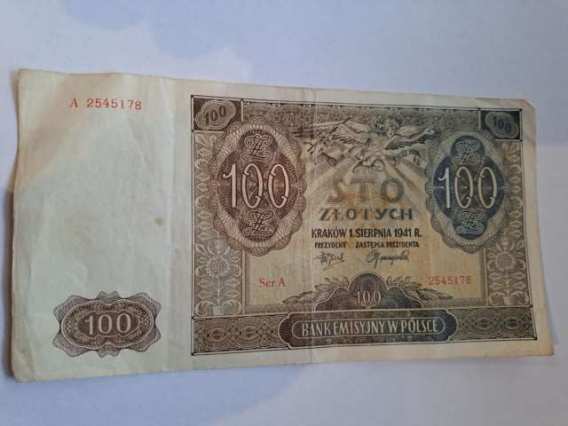 A 2545178
100
100
100
100
STO
ZŁOTYCH
KRAKÓW 1. SIERPNIA 1941 R.
PREZYDENT ZASTĘPCA PREZYDENTA
Ser A
2545178
100
100
BANK EMISYJNY W POLSCE